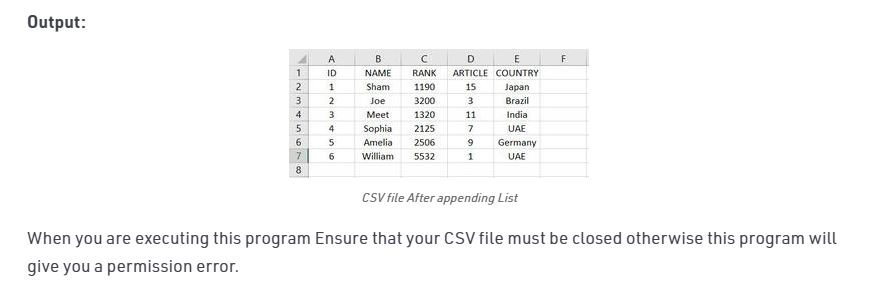 Output:
A B C D E F
1 ID NAME RANK ARTICLE COUNTRY
2 1 Sham 1190 15 Japan
3 2 Joe 3200 3 Brazil
4 3 Meet 1320 11 India
5 4 Sophia 2125 7 UAE
6 5 Amelia 2506 9 Germany
7 6 William 5532 1 UAE
8
CSV file After appending List
When you are executing this program Ensure that your CSV file must be closed otherwise this program will
give you a permission error.